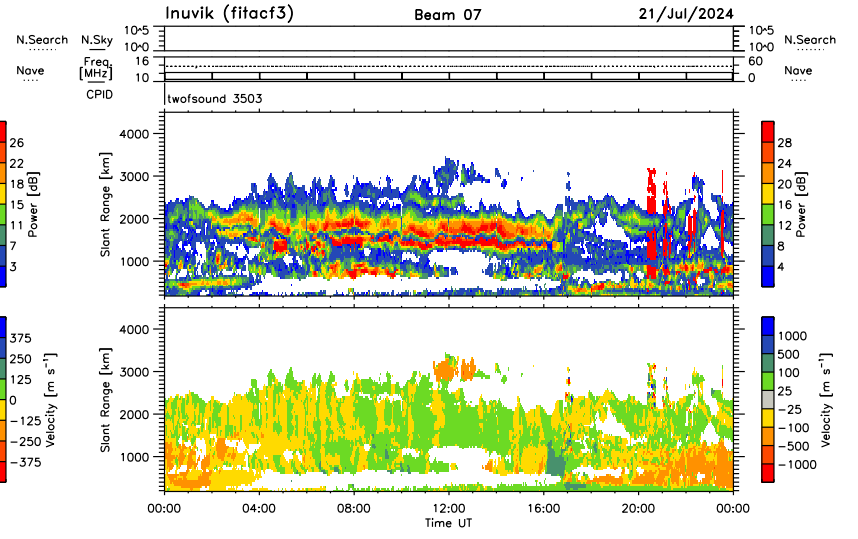 Inuvik (fitacf3) Beam 07 21/Jul/2024
N.Search N.Sky 10^5 10^0 10^5 10^0 N.Search
Nave Freq. [MHz] 16 10 60 0 Nave
CPID twofsound 3503
Power [dB] 26 22 18 15 11 7 3
Slant Range [km] 4000 3000 2000 1000
Power [dB] 28 24 20 16 12 8 4
Velocity [m s⁻¹] 375 250 125 0 −125 −250 −375
Slant Range [km] 4000 3000 2000 1000
Velocity [m s⁻¹] 1000 500 100 25 −25 −100 −500 −1000
00:00 04:00 08:00 12:00 16:00 20:00 00:00
Time UT